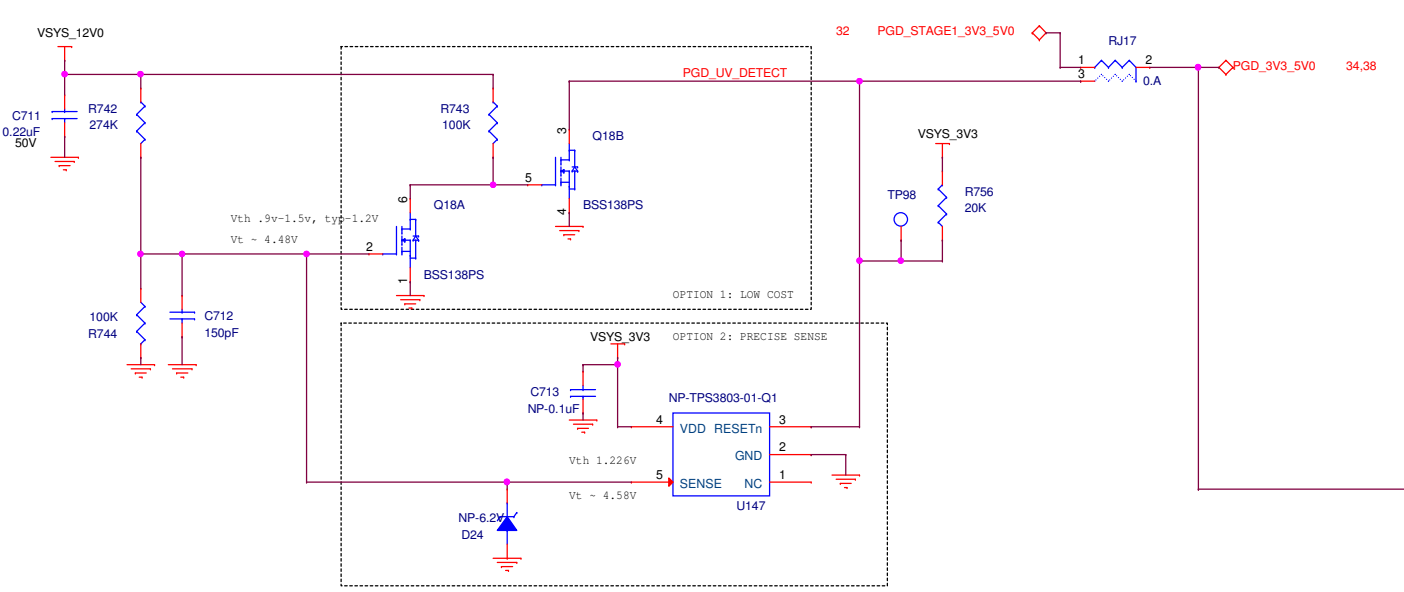 VSYS_12V0
C711
0.22uF
50V
R742
274K
R743
100K
PGD_UV_DETECT
3
Q18B
5
BSS138PS
4
6
Q18A
Vth .9v-1.5v, typ-1.2V
Vt ~ 4.48V
2
BSS138PS
1
OPTION 1: LOW COST
100K
R744
C712
150pF
32 PGD_STAGE1_3V3_5V0
RJ17
1 2
3
0.A
PGD_3V3_5V0 34,38
VSYS_3V3
TP98
R756
20K
VSYS_3V3 OPTION 2: PRECISE SENSE
C713
NP-0.1uF
NP-TPS3803-01-Q1
4 VDD RESETn 3
GND 2
Vth 1.226V
5 SENSE NC 1
Vt ~ 4.58V
U147
NP-6.2V
D24